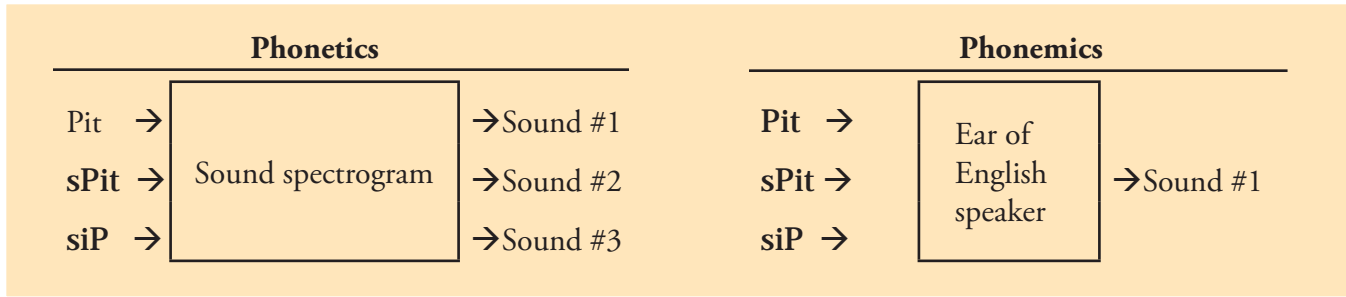 Phonetics Phonemics
Pit → → Sound #1 Pit → Ear of
sPit → Sound spectrogram → Sound #2 sPit → English → Sound #1
siP → → Sound #3 siP → speaker